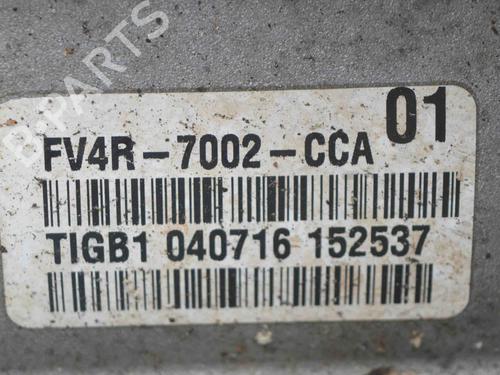 B-PARTS
01
FV4R-7002-CCA
TIGB1 040716 152537